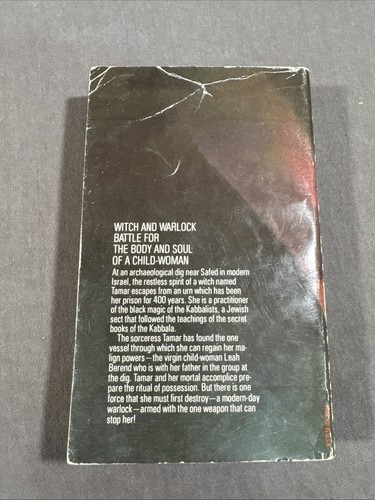 WITCH AND WARLOCK
BATTLE FOR
THE BODY AND SOUL
OF A CHILD-WOMAN
At an archaeological dig near Safed in modern
Israel, the restless spirit of a witch named
Tamar escapes from an urn which has been
her prison for 400 years. She is a practitioner
of the black magic of the Kabbalists, a Jewish
sect that followed the teachings of the secret
books of the Kabbala.
The sorceress Tamar has found the one
vessel through which she can regain her ma-
lign powers—the virgin child-woman Leah
Berend who is with her father in the group at
the dig. Tamar and her mortal accomplice pre-
pare the ritual of possession. But there is one
force that she must first destroy—a modern-day
warlock—armed with the one weapon that can
stop her!